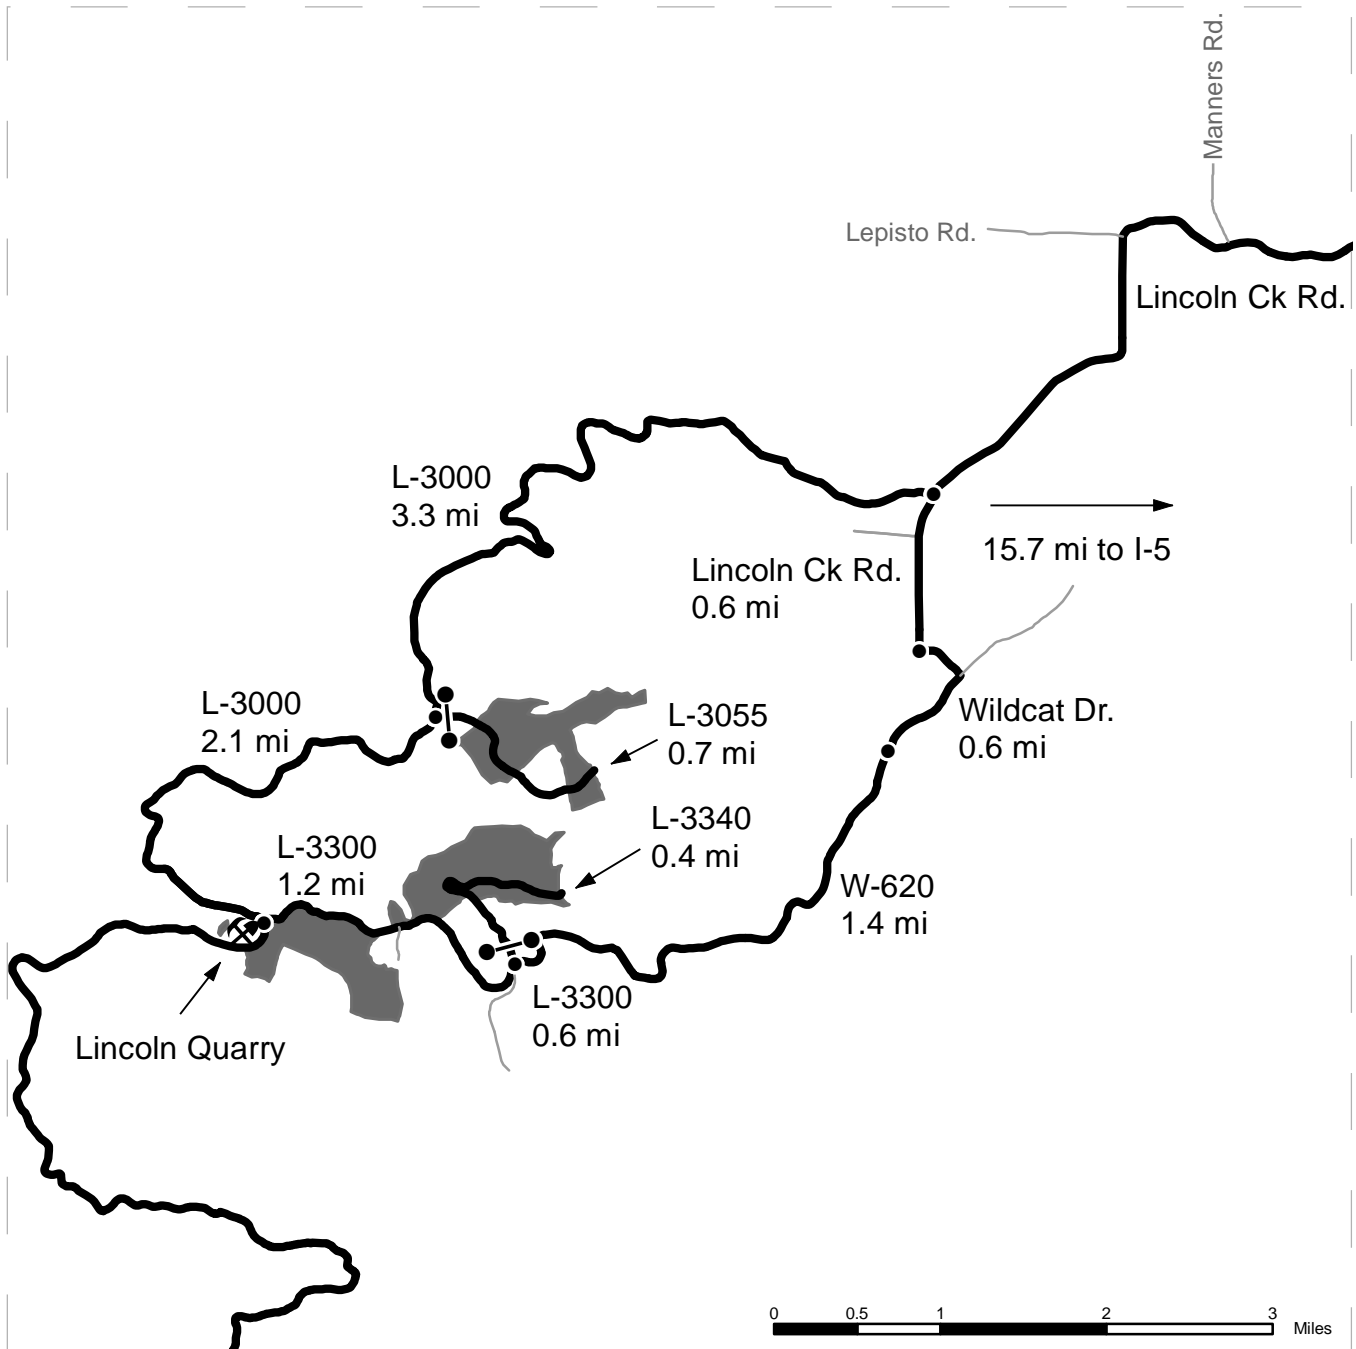 Manners Rd.
Lepisto Rd.
Lincoln Ck Rd.
L-3000
3.3 mi
15.7 mi to I-5
Lincoln Ck Rd.
0.6 mi
L-3000
2.1 mi
L-3055
0.7 mi
Wildcat Dr.
0.6 mi
L-3340
0.4 mi
L-3300
1.2 mi
W-620
1.4 mi
L-3300
0.6 mi
Lincoln Quarry
0 0.5 1 2 3
Miles